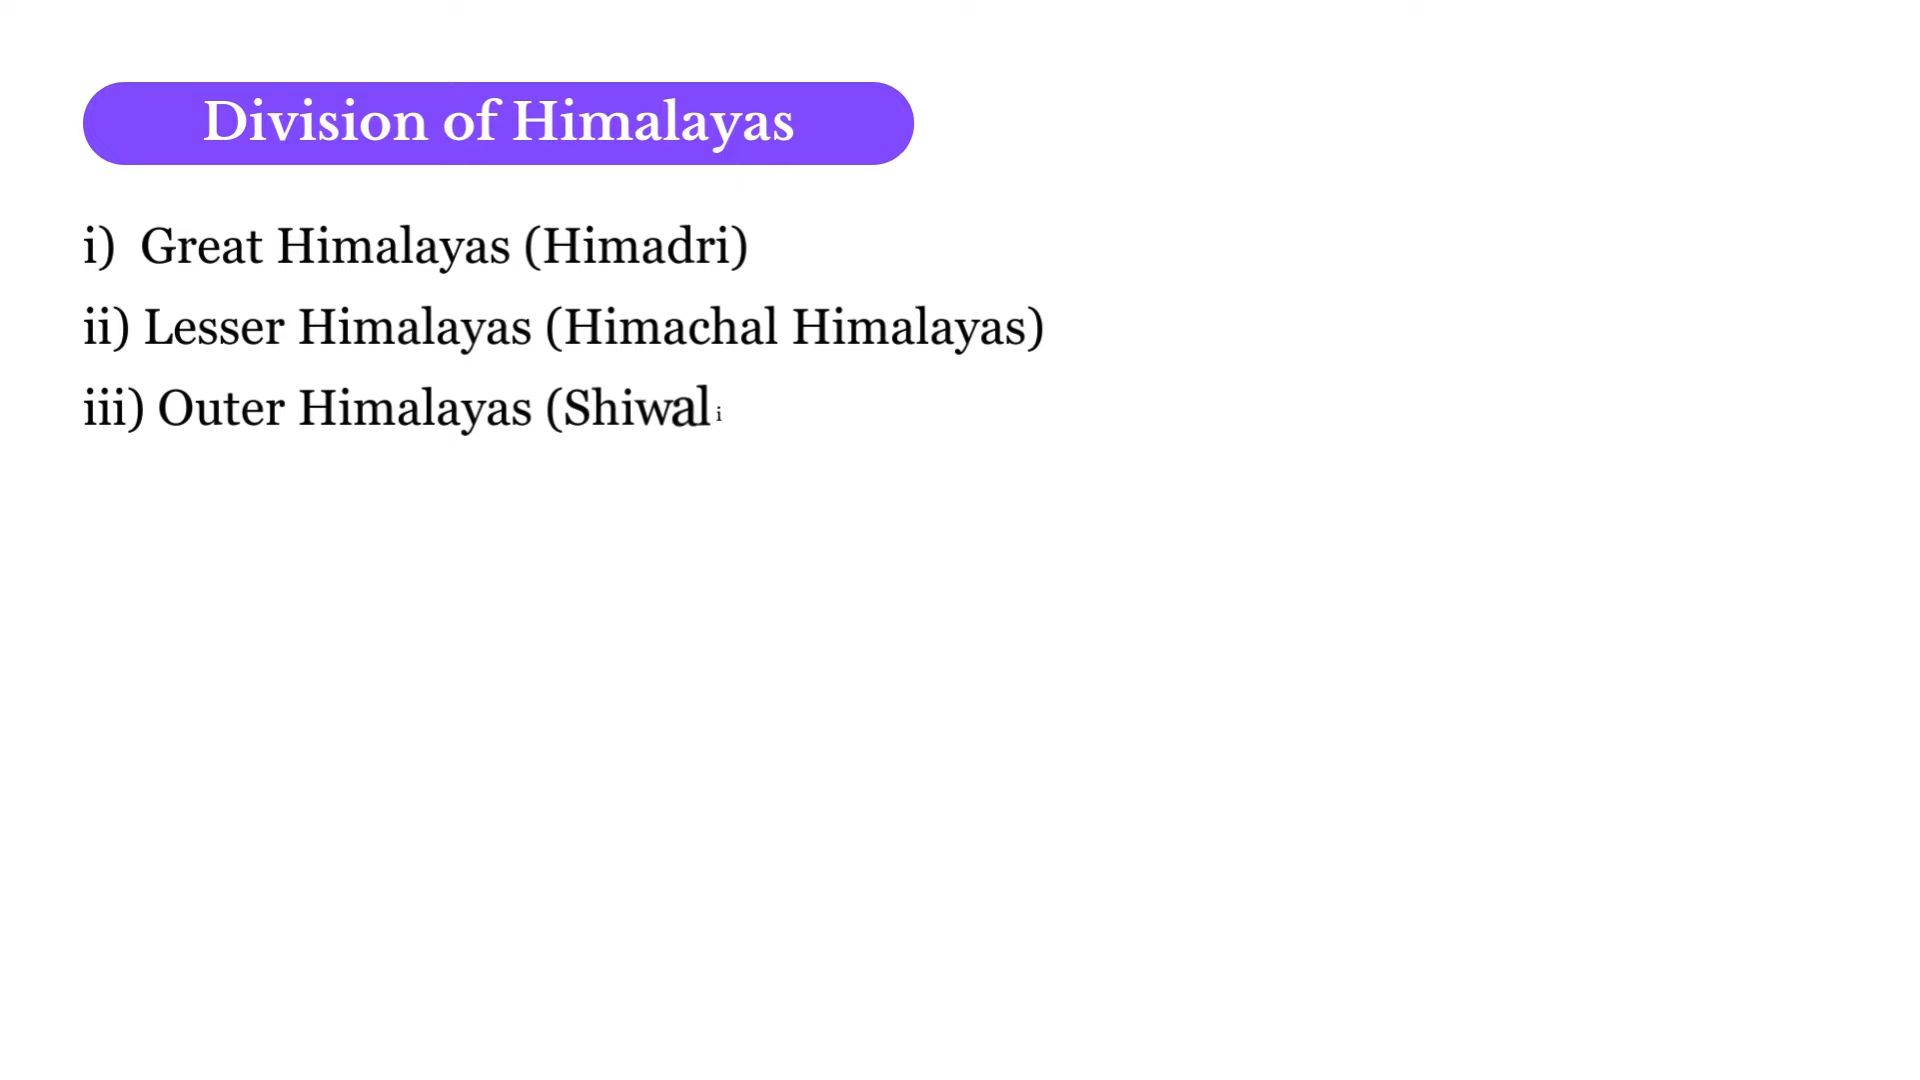 Division of Himalayas
i) Great Himalayas (Himadri)
ii) Lesser Himalayas (Himachal Himalayas)
iii) Outer Himalayas (Shiwali